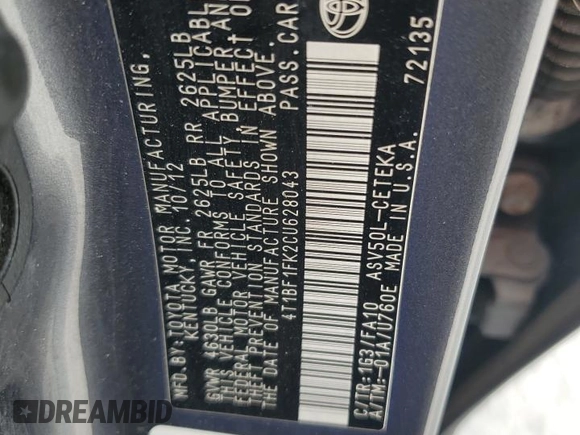 MFD.BY:TOYOTA MOTOR MANUFACTURING,
KENTUCKY, INC. 10/12
GVWR 4630LB GAWR FR 2625LB RR 2625LB
THIS VEHICLE CONFORMS TO ALL APPLICABL
FEDERAL MOTOR VEHICLE SAFETY, BUMPER AN
THEFT PREVENTION STANDARDS IN EFFECT O
THE DATE OF MANUFACTURE SHOWN ABOVE.
4T1BF1FK2CU628043 PASS.CAR
C/TR:1G3/FA10 ASV50L-CETEKA
A/TM:-01A/U760E MADE IN U.S.A.
72135
DREAMBID